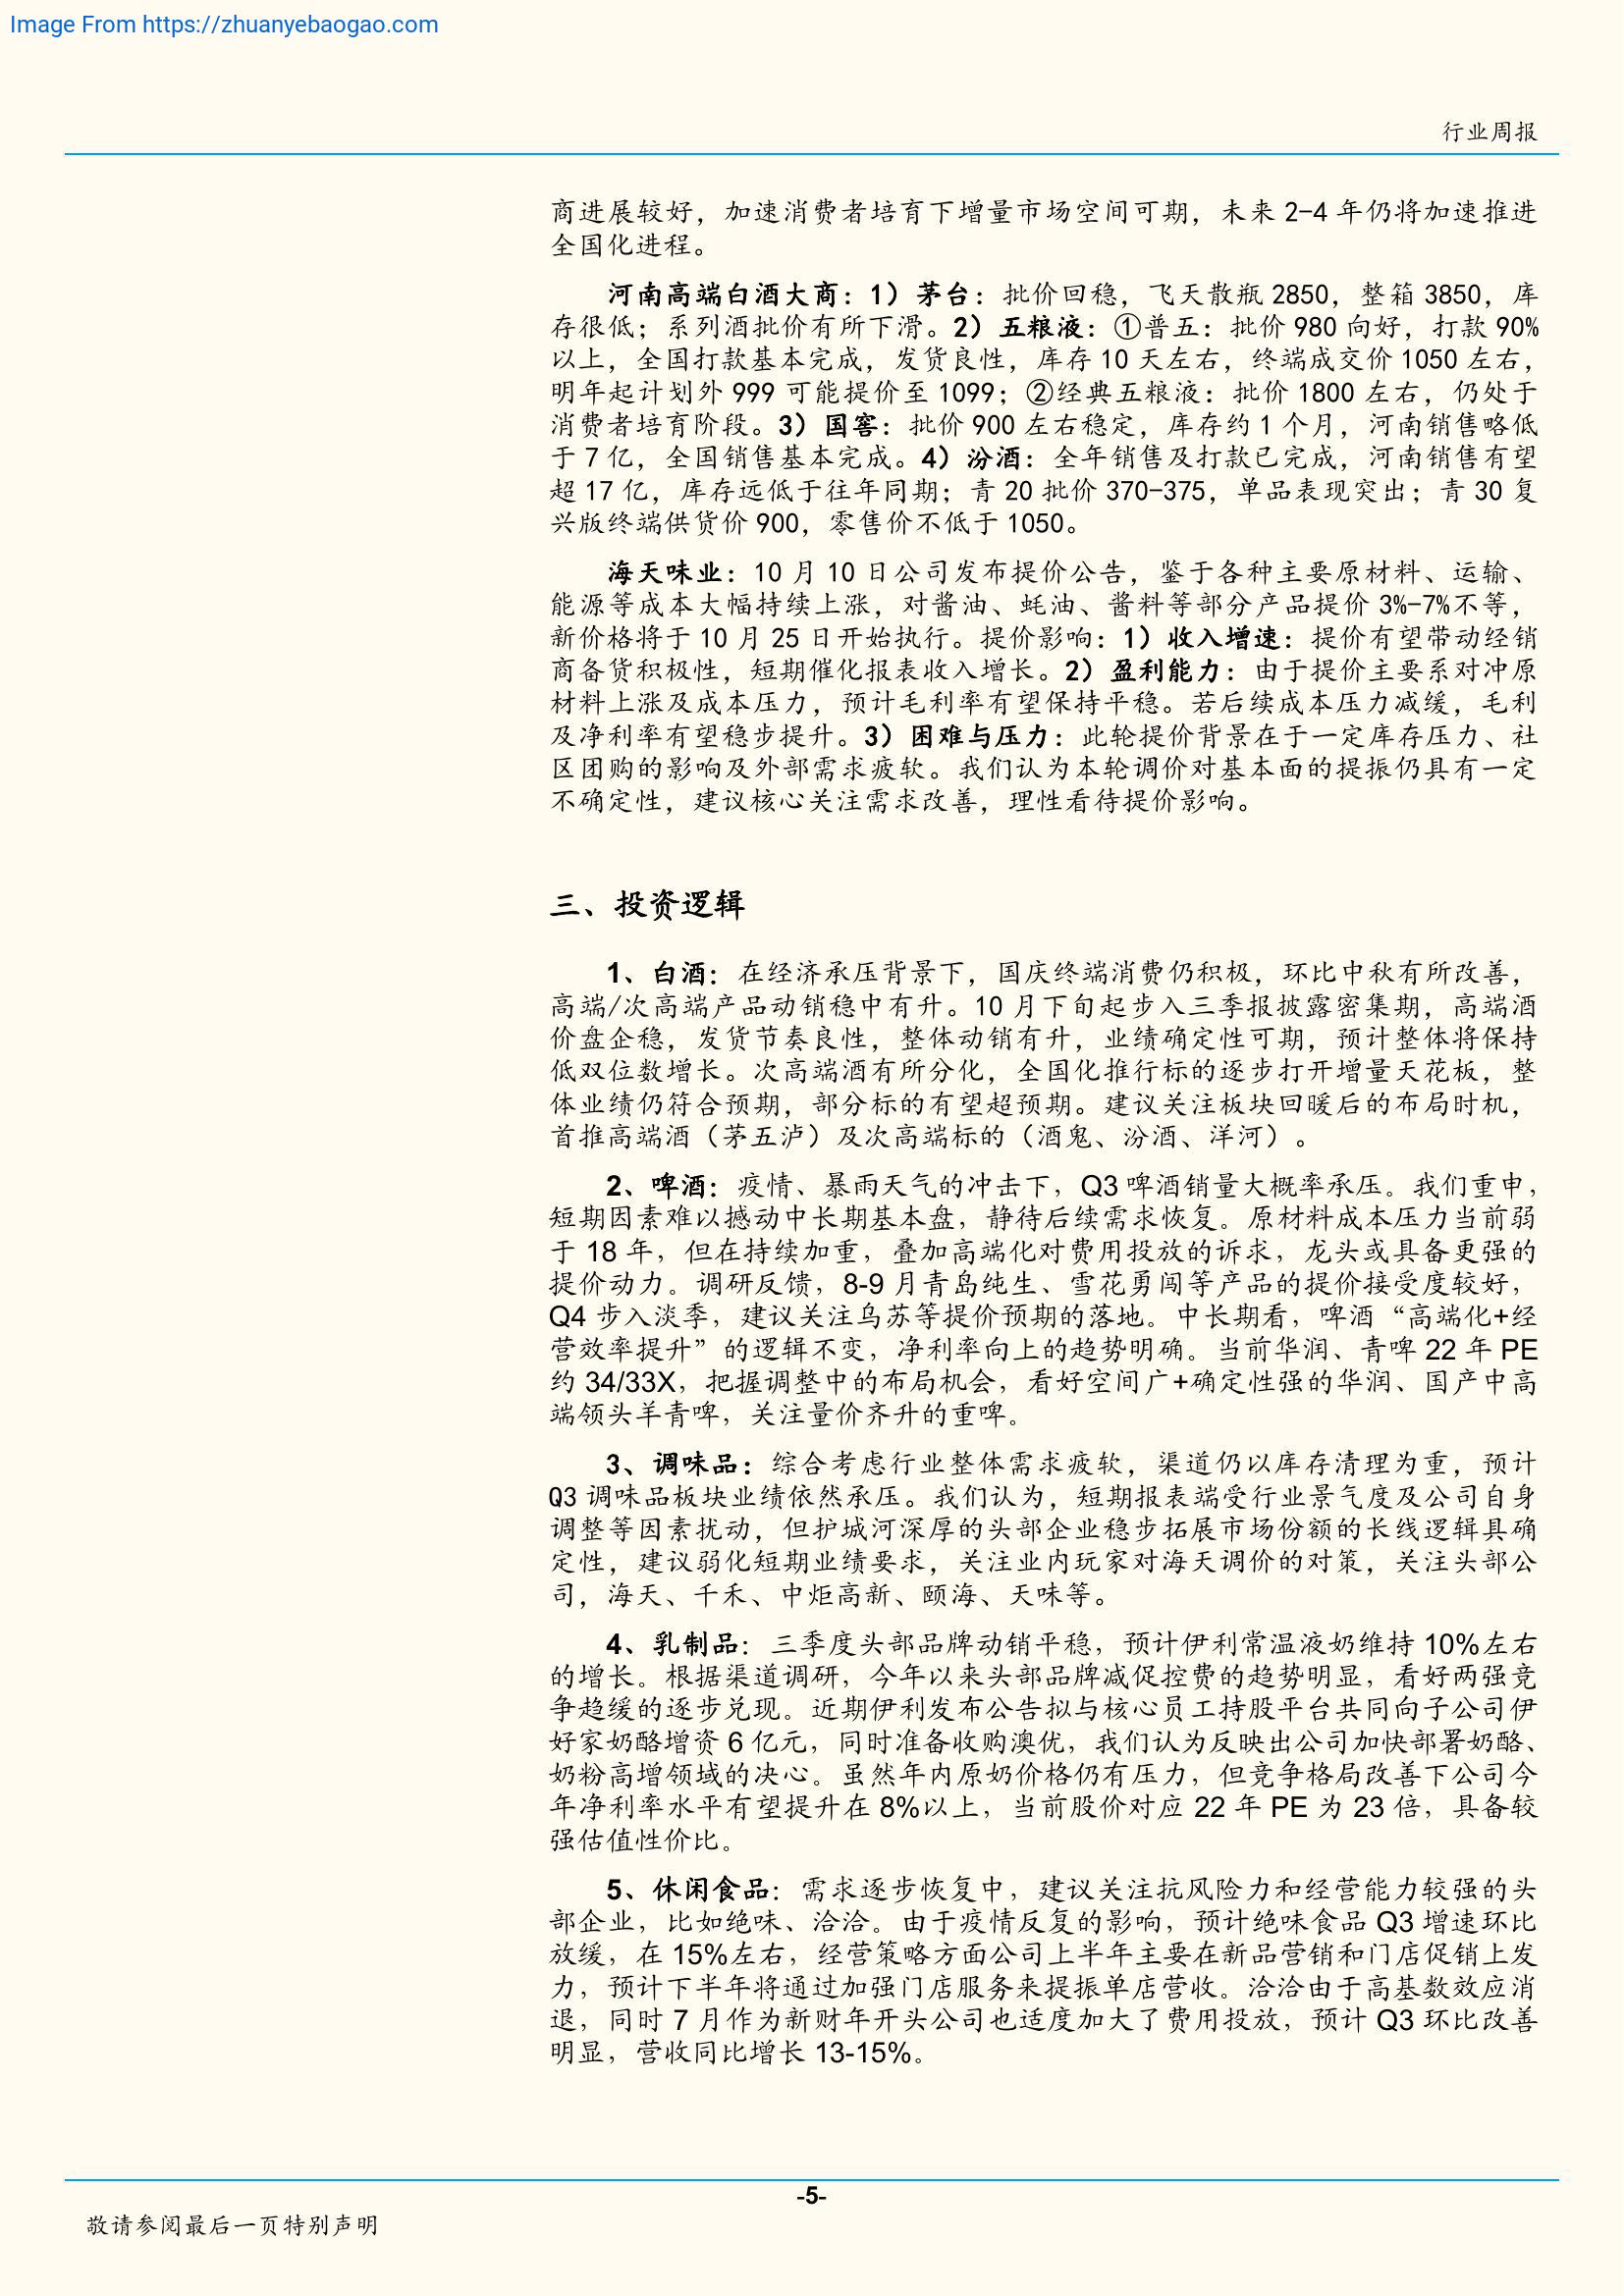 Image From https://zhuanyebaogao.com
行业周报
商进展较好，加速消费者培育下增量市场空间可期，未来 2-4 年仍将加速推进
全国化进程。
河南高端白酒大商：1）茅台：批价回稳，飞天散瓶 2850，整箱 3850，库
存很低；系列酒批价有所下滑。2）五粮液：①普五：批价 980 向好，打款 90%
以上，全国打款基本完成，发货良性，库存 10 天左右，终端成交价 1050 左右，
明年起计划外 999 可能提价至 1099；②经典五粮液：批价 1800 左右，仍处于
消费者培育阶段。3）国窖：批价 900 左右稳定，库存约 1 个月，河南销售略低
于 7 亿，全国销售基本完成。4）汾酒：全年销售及打款已完成，河南销售有望
超 17 亿，库存远低于往年同期；青 20 批价 370-375，单品表现突出；青 30 复
兴版终端供货价 900，零售价不低于 1050。
海天味业：10 月 10 日公司发布提价公告，鉴于各种主要原材料、运输、
能源等成本大幅持续上涨，对酱油、蚝油、酱料等部分产品提价 3%-7%不等，
新价格将于 10 月 25 日开始执行。提价影响：1）收入增速：提价有望带动经销
商备货积极性，短期催化报表收入增长。2）盈利能力：由于提价主要系对冲原
材料上涨及成本压力，预计毛利率有望保持平稳。若后续成本压力减缓，毛利
及净利率有望稳步提升。3）困难与压力：此轮提价背景在于一定库存压力、社
区团购的影响及外部需求疲软。我们认为本轮调价对基本面的提振仍具有一定
不确定性，建议核心关注需求改善，理性看待提价影响。
三、投资逻辑
1、白酒：在经济承压背景下，国庆终端消费仍积极，环比中秋有所改善，
高端/次高端产品动销稳中有升。10 月下旬起步入三季报披露密集期，高端酒
价盘企稳，发货节奏良性，整体动销有升，业绩确定性可期，预计整体将保持
低双位数增长。次高端酒有所分化，全国化推行标的逐步打开增量天花板，整
体业绩仍符合预期，部分标的有望超预期。建议关注板块回暖后的布局时机，
首推高端酒（茅五泸）及次高端标的（酒鬼、汾酒、洋河）。
2、啤酒：疫情、暴雨天气的冲击下，Q3 啤酒销量大概率承压。我们重申，
短期因素难以撼动中长期基本盘，静待后续需求恢复。原材料成本压力当前弱
于 18 年，但在持续加重，叠加高端化对费用投放的诉求，龙头或具备更强的
提价动力。调研反馈，8-9 月青岛纯生、雪花勇闯等产品的提价接受度较好，
Q4 步入淡季，建议关注乌苏等提价预期的落地。中长期看，啤酒“高端化+经
营效率提升”的逻辑不变，净利率向上的趋势明确。当前华润、青啤 22 年 PE
约 34/33X，把握调整中的布局机会，看好空间广+确定性强的华润、国产中高
端领头羊青啤，关注量价齐升的重啤。
3、调味品：综合考虑行业整体需求疲软，渠道仍以库存清理为重，预计
Q3 调味品板块业绩依然承压。我们认为，短期报表端受行业景气度及公司自身
调整等因素扰动，但护城河深厚的头部企业稳步拓展市场份额的长线逻辑具确
定性，建议弱化短期业绩要求，关注业内玩家对海天调价的对策，关注头部公
司，海天、千禾、中炬高新、颐海、天味等。
4、乳制品：三季度头部品牌动销平稳，预计伊利常温液奶维持 10%左右
的增长。根据渠道调研，今年以来头部品牌减促控费的趋势明显，看好两强竞
争趋缓的逐步兑现。近期伊利发布公告拟与核心员工持股平台共同向子公司伊
好家奶酪增资 6 亿元，同时准备收购澳优，我们认为反映出公司加快部署奶酪、
奶粉高增领域的决心。虽然年内原奶价格仍有压力，但竞争格局改善下公司今
年净利率水平有望提升在 8%以上，当前股价对应 22 年 PE 为 23 倍，具备较
强估值性价比。
5、休闲食品：需求逐步恢复中，建议关注抗风险力和经营能力较强的头
部企业，比如绝味、洽洽。由于疫情反复的影响，预计绝味食品 Q3 增速环比
放缓，在 15%左右，经营策略方面公司上半年主要在新品营销和门店促销上发
力，预计下半年将通过加强门店服务来提振单店营收。洽洽由于高基数效应消
退，同时 7 月作为新财年开头公司也适度加大了费用投放，预计 Q3 环比改善
明显，营收同比增长 13-15%。
-5-
敬请参阅最后一页特别声明